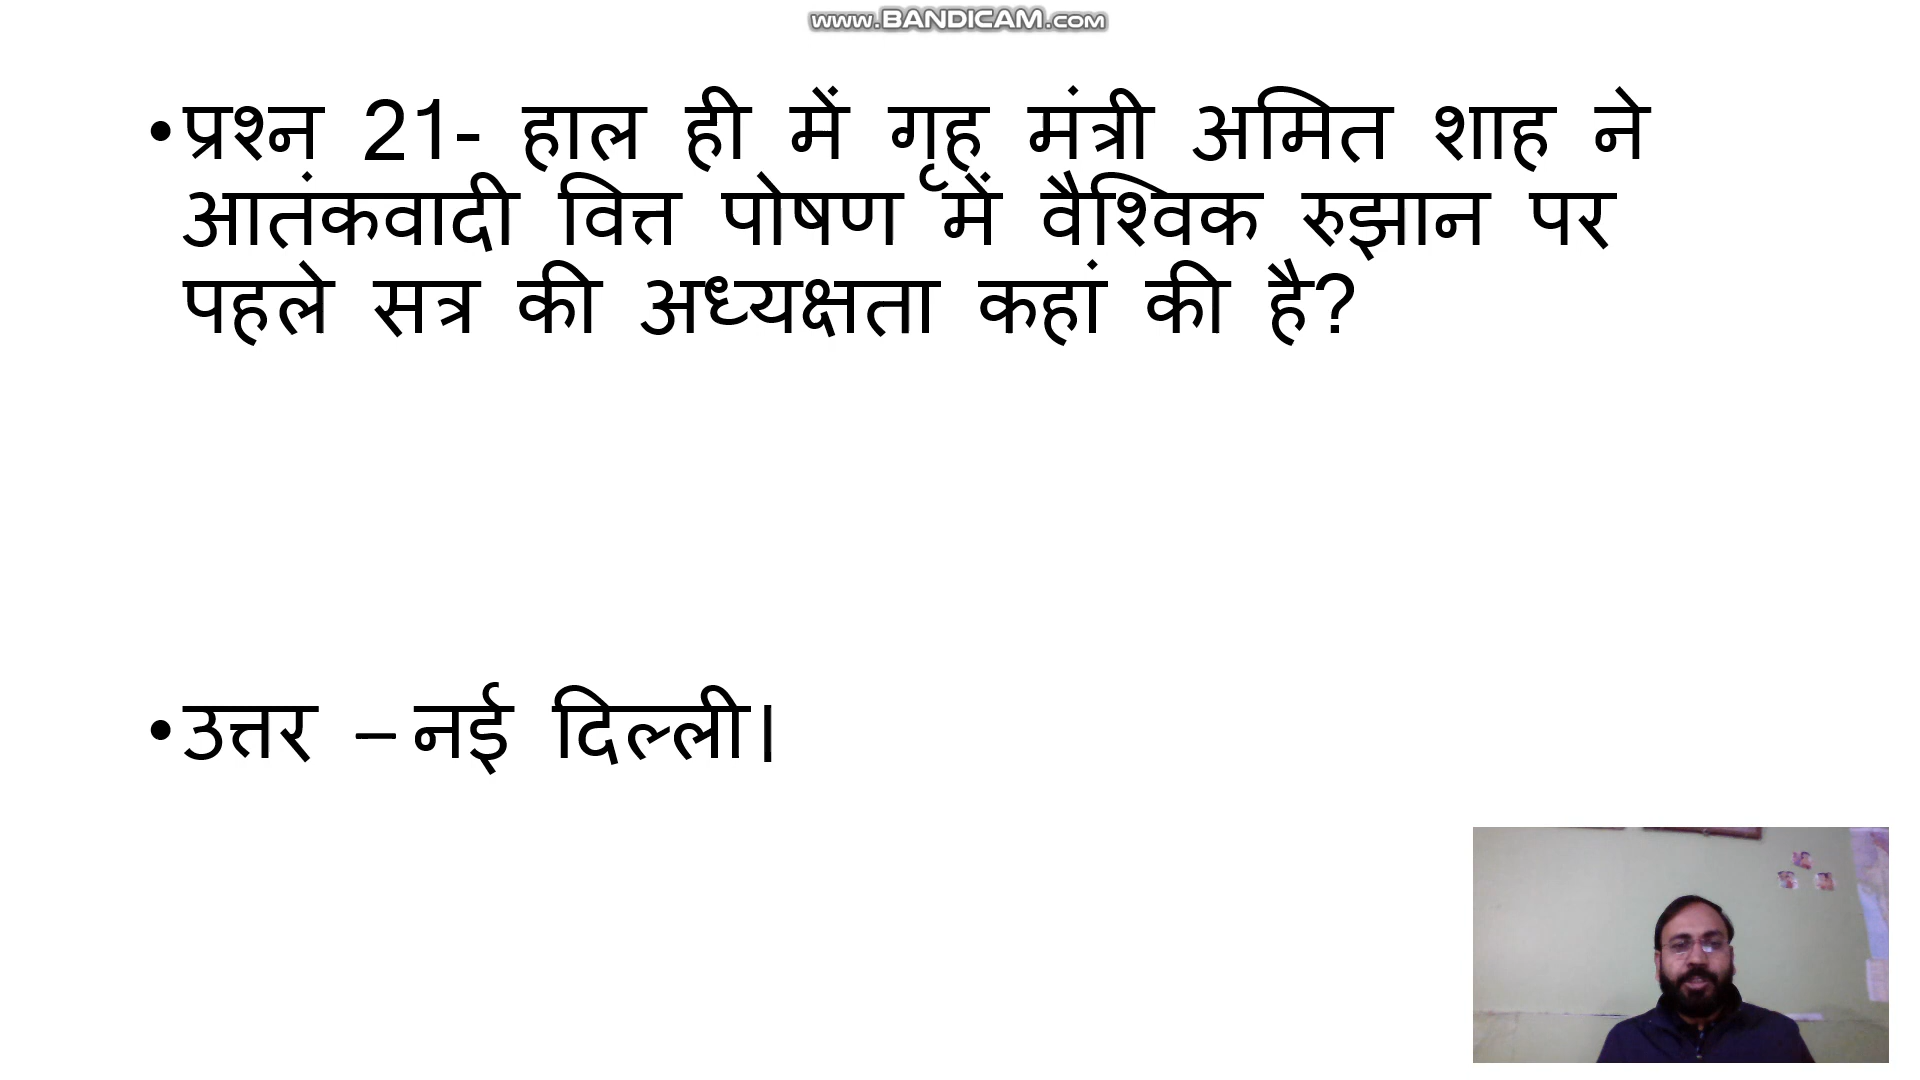 www.BANDICAM.com
•प्रश्न 21- हाल ही में गृह मंत्री अमित शाह ने
आतंकवादी वित्त पोषण में वैश्विक रुझान पर
पहले सत्र की अध्यक्षता कहां की है?
•उत्तर – नई दिल्ली।